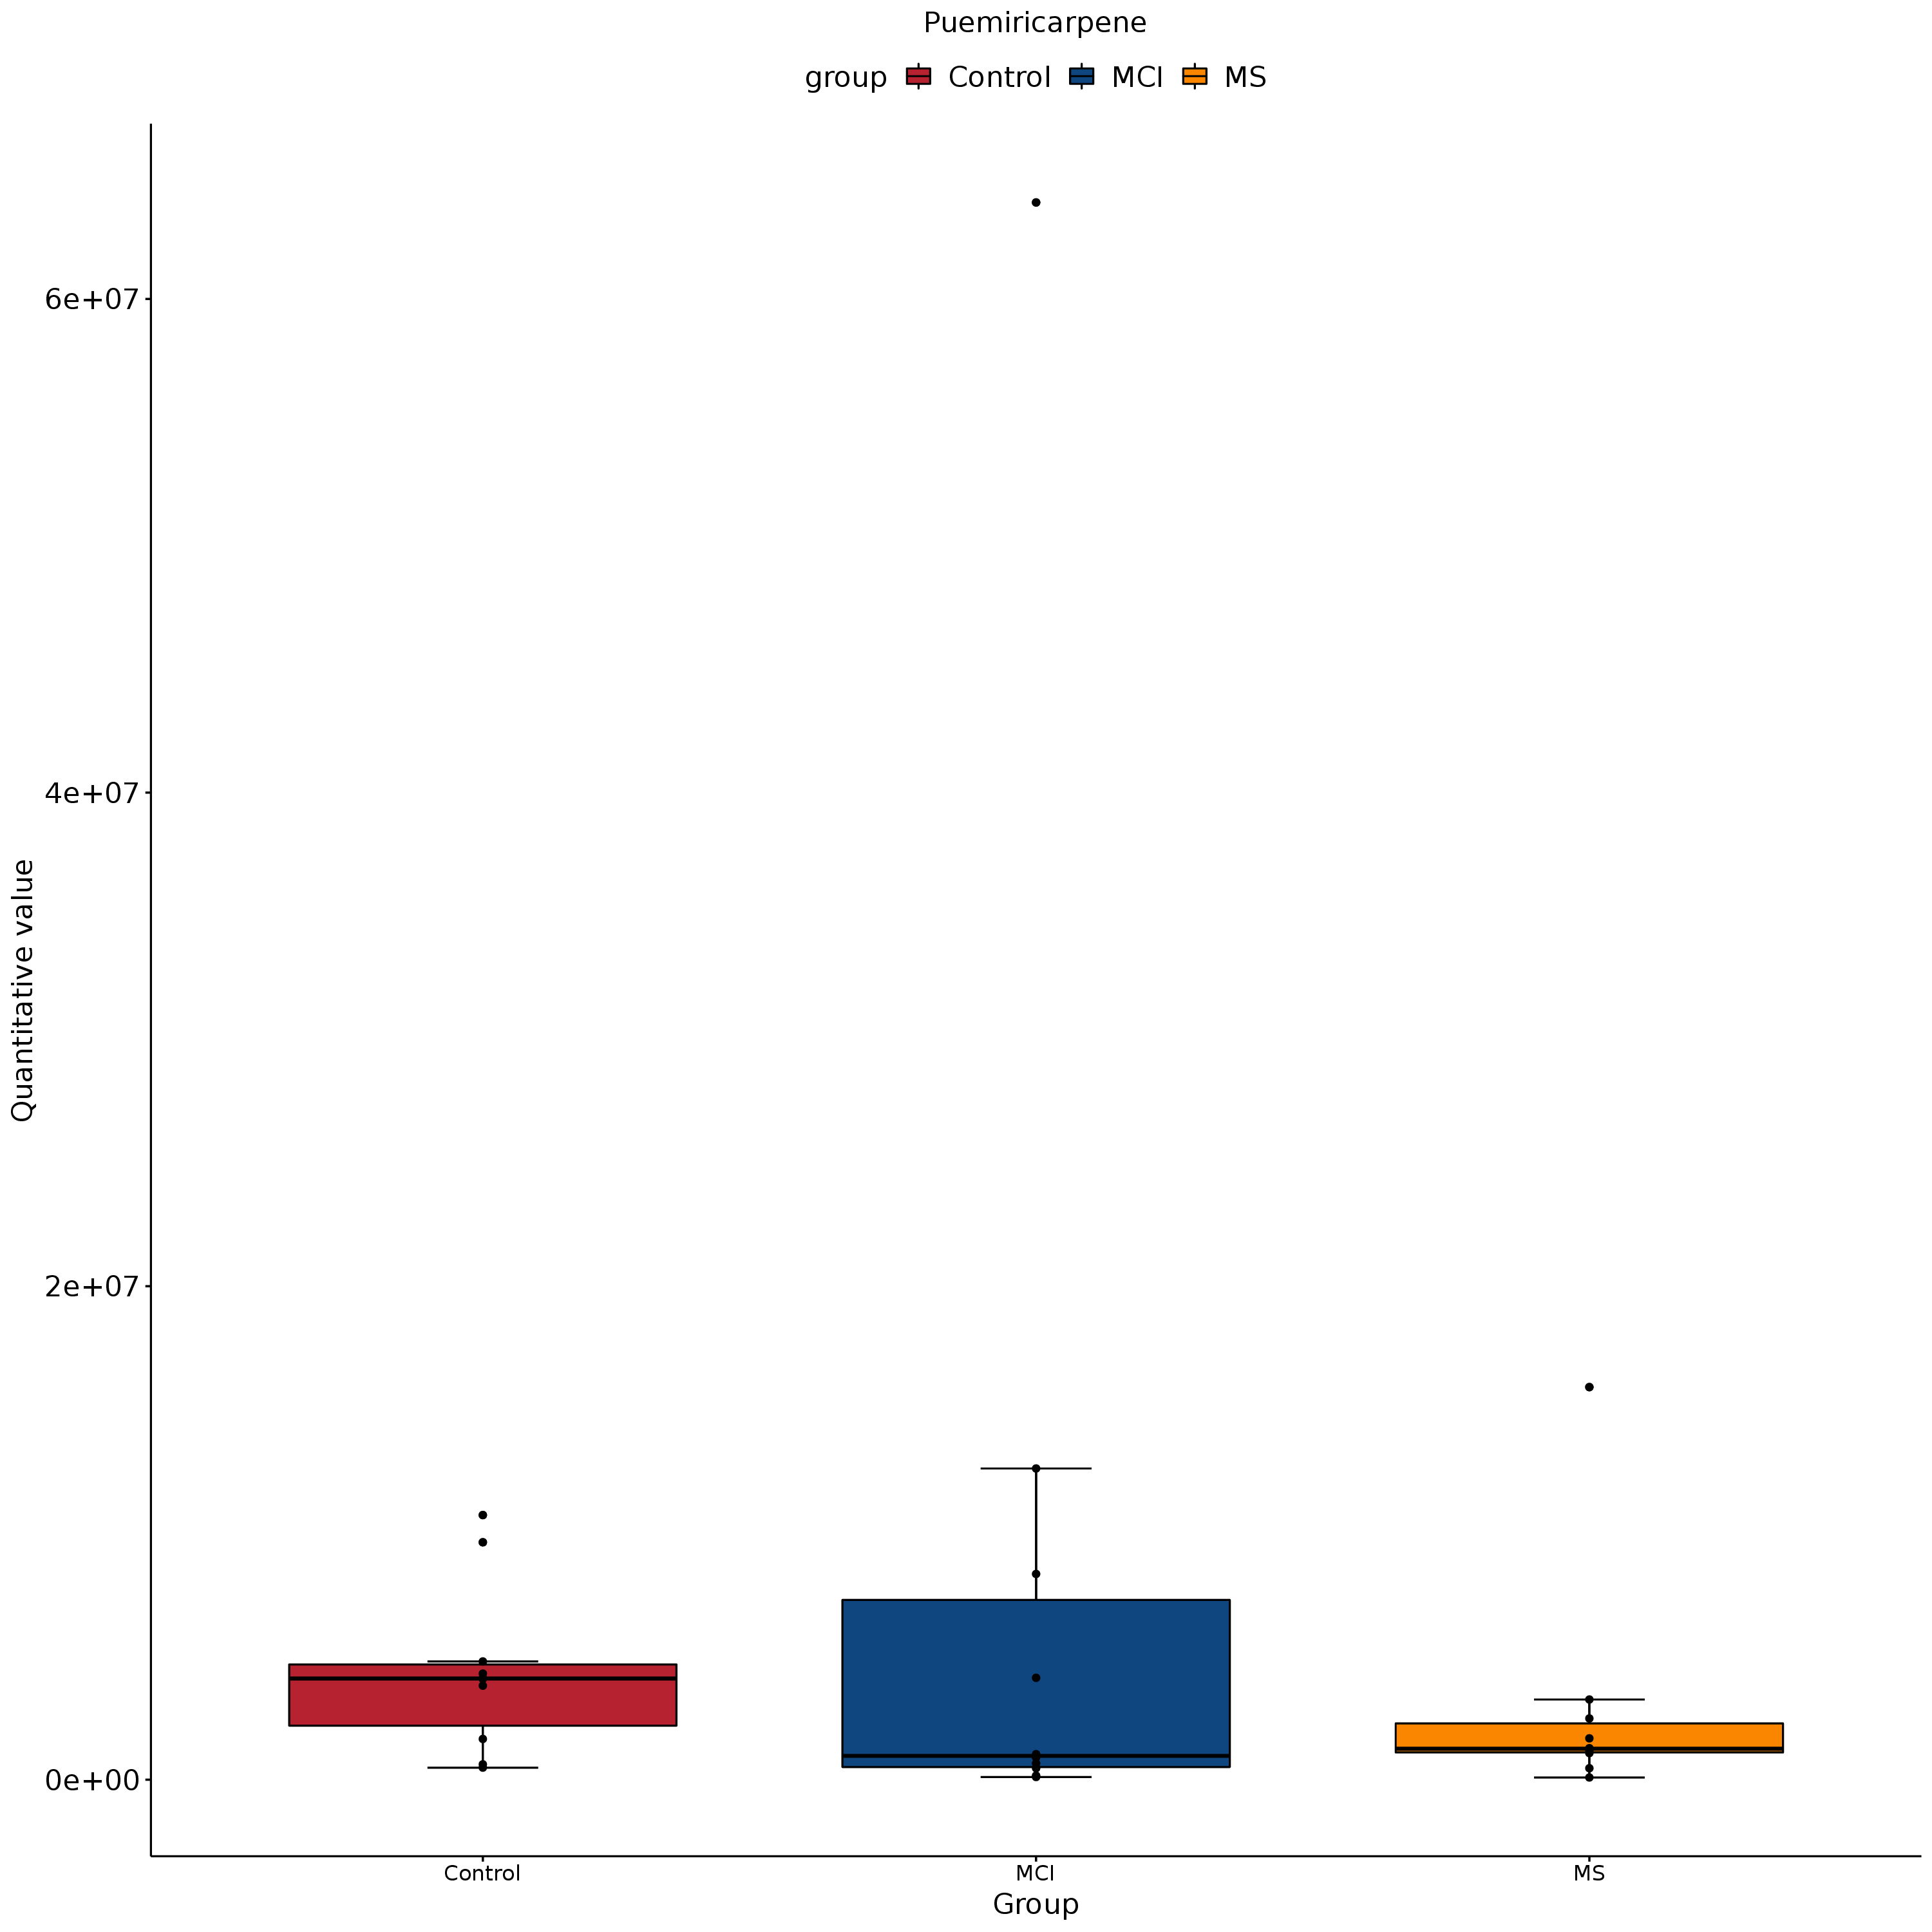 Puemiricarpene
group Control MCI MS
6e+07
4e+07
2e+07
0e+00
Quantitative value
Control MCI MS
Group